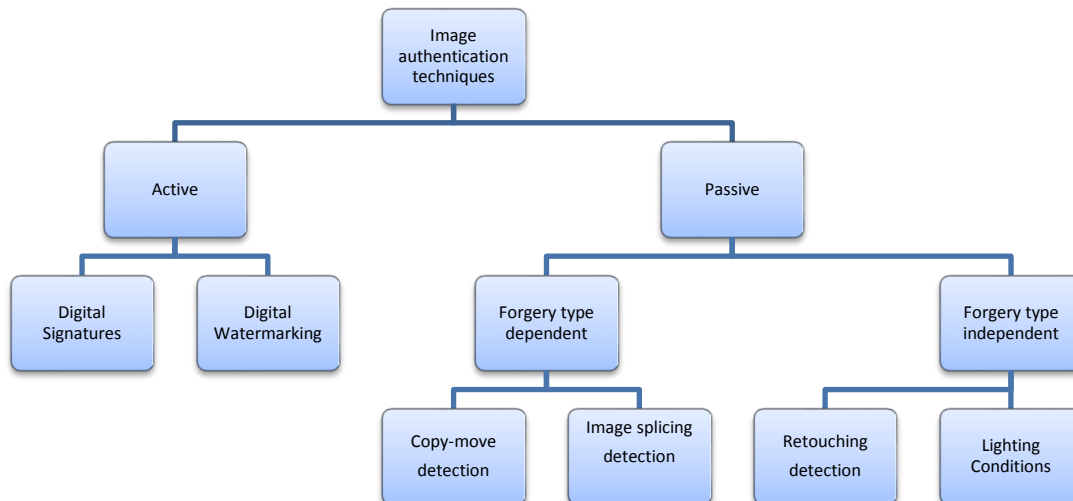 Image
authentication
techniques
Active
Passive
Digital
Signatures
Digital
Watermarking
Forgery type
dependent
Forgery type
independent
Copy-move
detection
Image splicing
detection
Retouching
detection
Lighting
Conditions